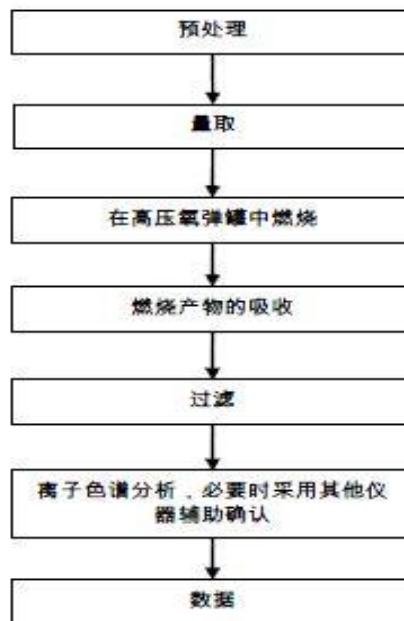 预处理
量取
在高压氧弹罐中燃烧
燃烧产物的吸收
过滤
离子色谱分析，必要时采用其他仪
器辅助确认
数据